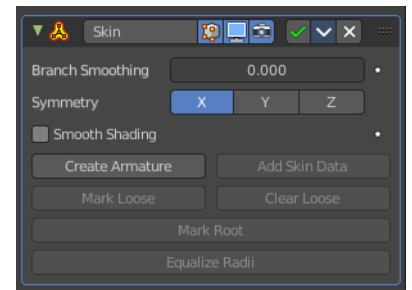 Skin
Branch Smoothing 0.000
Symmetry X Y Z
Smooth Shading
Create Armature Add Skin Data
Mark Loose Clear Loose
Mark Root
Equalize Radii